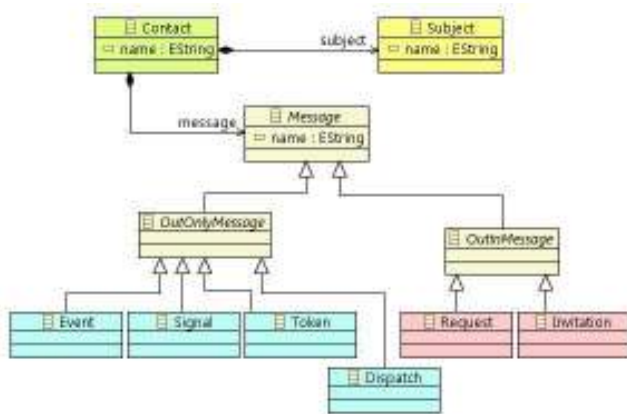 Contact
name : EString
subject
Subject
name : EString
message
Message
name : EString
OutOnlyMessage
OutInMessage
Event
Signal
Token
Request
Invitation
Dispatch